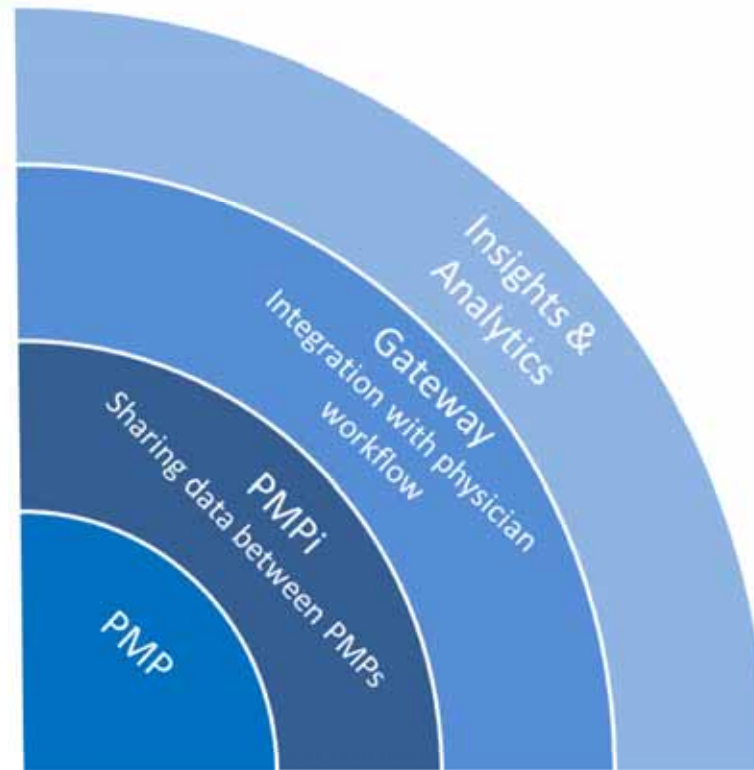 Insights &
Analytics
Gateway
Integration with physician
workflow
PMPi
Sharing data between PMPs
PMP